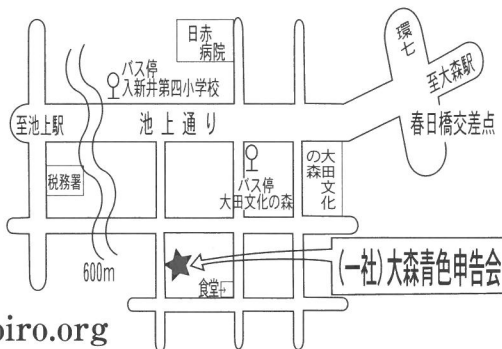 日赤
病院
環七
バス停
入新井第四小学校
至大森駅
至池上駅
池上通り
春日橋交差点
税務署
バス停
大田文化の森
大田文化
の森
600m
(一社)大森青色申告会
食堂
iro.org